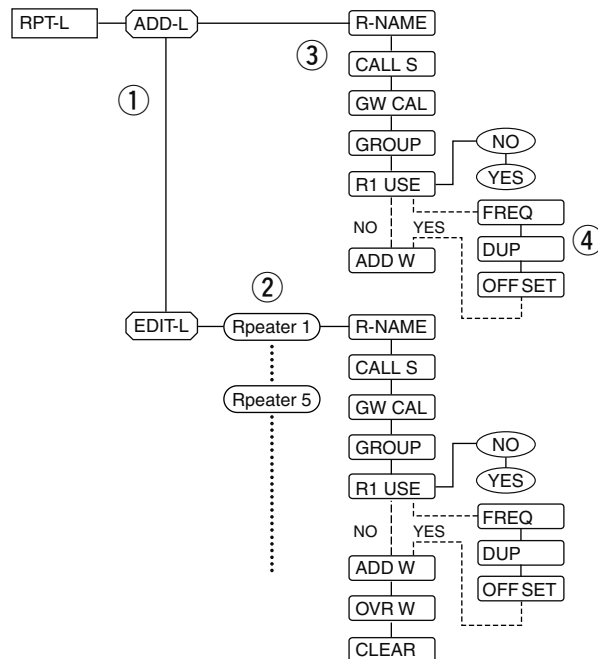 RPT-L
ADD-L
R-NAME
③
CALL S
①
GW CAL
GROUP
NO
R1 USE
YES
NO
YES
FREQ
④
DUP
ADD W
OFF SET
②
EDIT-L
Rpeater 1
R-NAME
CALL S
Rpeater 5
GW CAL
GROUP
NO
R1 USE
YES
NO
YES
FREQ
DUP
ADD W
OFF SET
OVR W
CLEAR